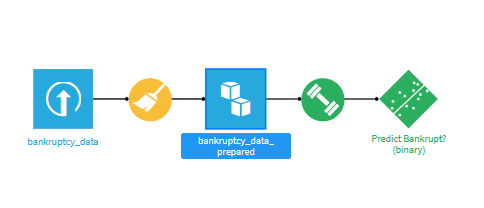 bankruptcy_data
bankruptcy_data_
prepared
Predict Bankrupt?
(binary)